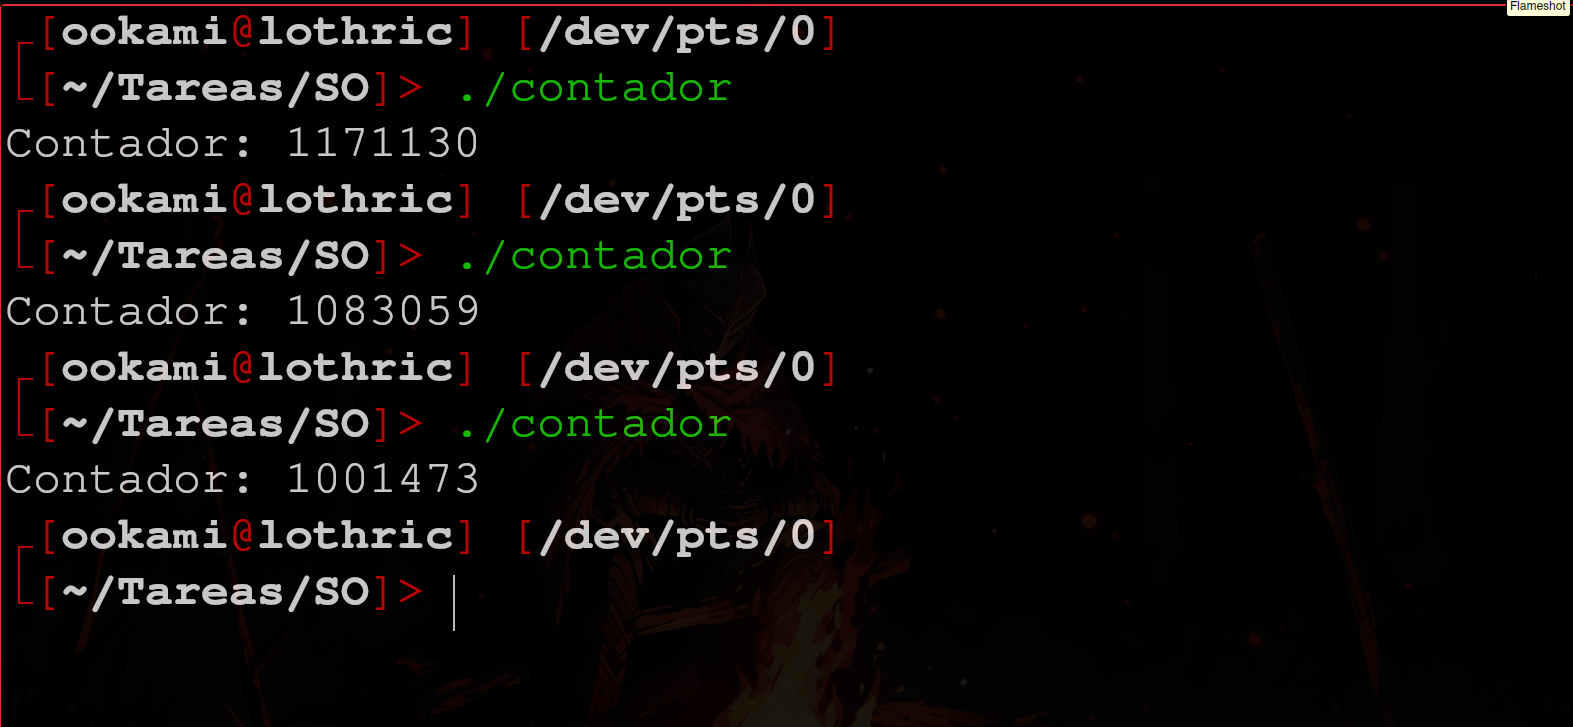 Flameshot
[ookami@lothric] [/dev/pts/0]
[~/Tareas/SO]> ./contador
Contador: 1171130
[ookami@lothric] [/dev/pts/0]
[~/Tareas/SO]> ./contador
Contador: 1083059
[ookami@lothric] [/dev/pts/0]
[~/Tareas/SO]> ./contador
Contador: 1001473
[ookami@lothric] [/dev/pts/0]
[~/Tareas/SO]>